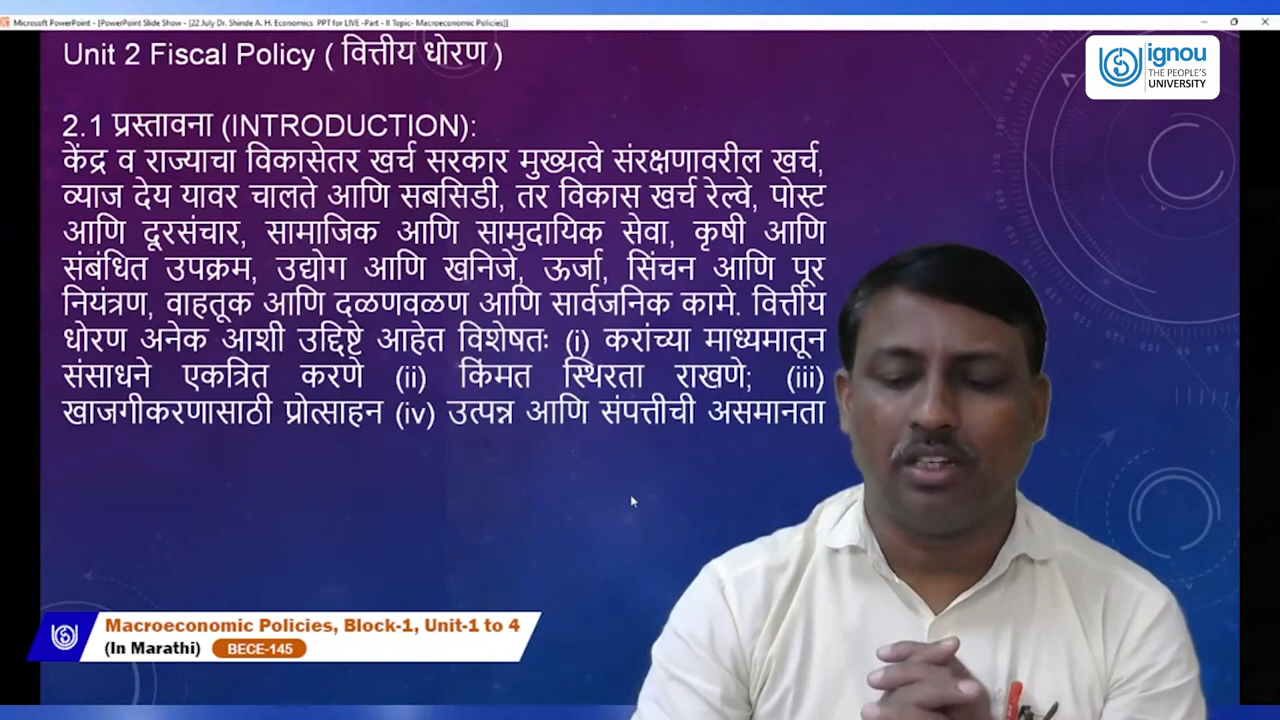 Microsoft PowerPoint - [PowerPoint Slide Show - [22 July Dr. Shinde A. H. Economics PPT for LIVE -Part - II Topic- Macroeconomic Policies]]
ignou
THE PEOPLE'S
UNIVERSITY
Unit 2 Fiscal Policy ( वित्तीय धोरण )
2.1 प्रस्तावना (INTRODUCTION):
केंद्र व राज्याचा विकासेतर खर्च सरकार मुख्यत्वे संरक्षणावरील खर्च,
व्याज देय यावर चालते आणि सबसिडी, तर विकास खर्च रेल्वे, पोस्ट
आणि दूरसंचार, सामाजिक आणि सामुदायिक सेवा, कृषी आणि
संबंधित उपक्रम, उद्योग आणि खनिजे, ऊर्जा, सिंचन आणि पूर
नियंत्रण, वाहतूक आणि दळणवळण आणि सार्वजनिक कामे. वित्तीय
धोरण अनेक आशी उद्दिष्टे आहेत विशेषतः (i) करांच्या माध्यमातून
संसाधने एकत्रित करणे (ii) किंमत स्थिरता राखणे; (iii)
खाजगीकरणासाठी प्रोत्साहन (iv) उत्पन्न आणि संपत्तीची असमानता
Macroeconomic Policies, Block-1, Unit-1 to 4
(In Marathi) BECE-145